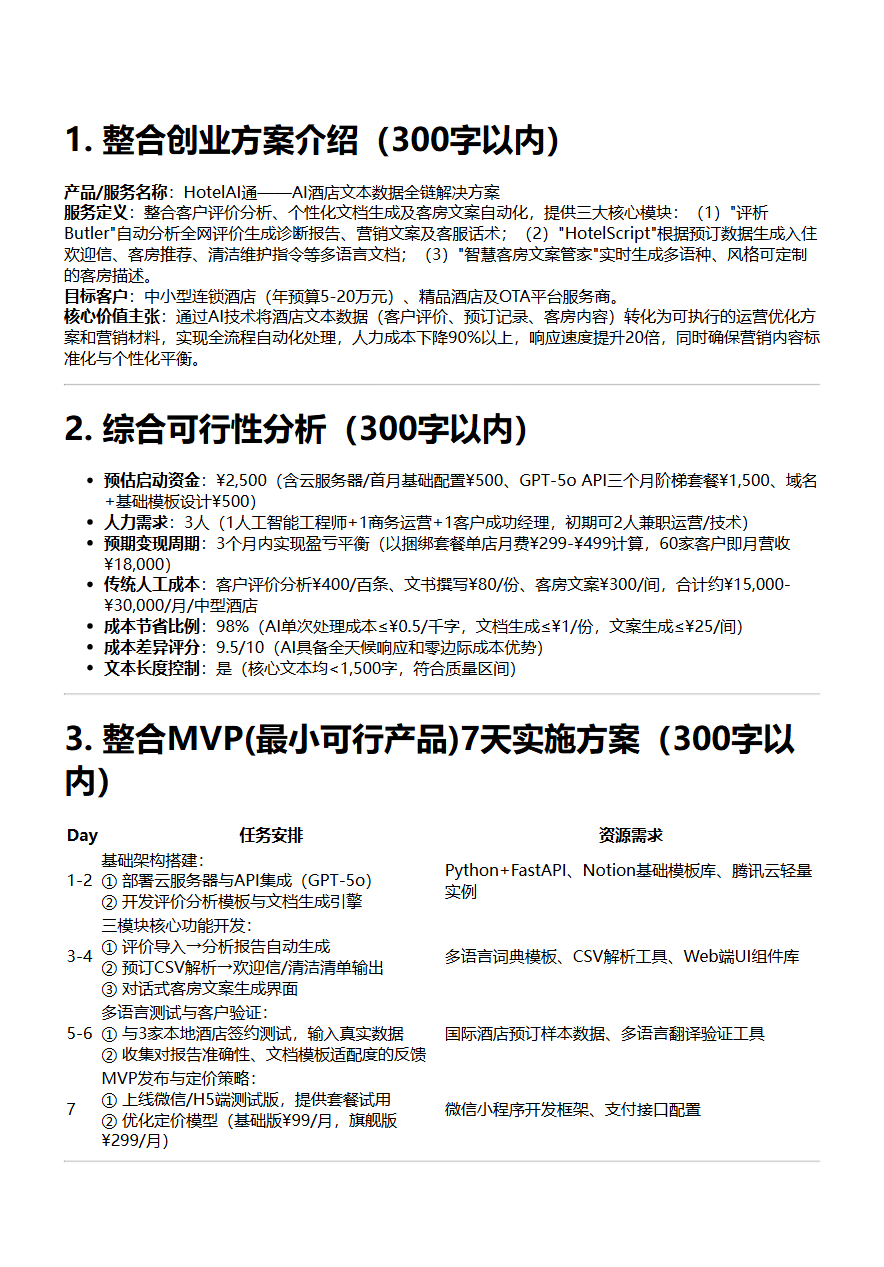 1. 整合创业方案介绍（300字以内）
产品/服务名称：HotelAI通——AI酒店文本数据全链解决方案
服务定义：整合客户评价分析、个性化文档生成及客房文案自动化，提供三大核心模块：（1）"评析
Butler"自动分析全网评价生成诊断报告、营销文案及客服话术；（2）"HotelScript"根据预订数据生成入住
欢迎信、客房推荐、清洁维护指令等多语言文档；（3）"智慧客房文案管家"实时生成多语种、风格可定制
的客房描述。
目标客户：中小型连锁酒店（年预算5-20万元）、精品酒店及OTA平台服务商。
核心价值主张：通过AI技术将酒店文本数据（客户评价、预订记录、客房内容）转化为可执行的运营优化方
案和营销材料，实现全流程自动化处理，人力成本下降90%以上，响应速度提升20倍，同时确保营销内容标
准化与个性化平衡。
2. 综合可行性分析（300字以内）
• 预估启动资金：¥2,500（含云服务器/首月基础配置¥500、GPT-5o API三个月阶梯套餐¥1,500、域名
+基础模板设计¥500）
• 人力需求：3人（1人工智能工程师+1商务运营+1客户成功经理，初期可2人兼职运营/技术）
• 预期变现周期：3个月内实现盈亏平衡（以捆绑套餐单店月费¥299-¥499计算，60家客户即月营收
¥18,000）
• 传统人工成本：客户评价分析¥400/百条、文书撰写¥80/份、客房文案¥300/间，合计约¥15,000-
¥30,000/月/中型酒店
• 成本节省比例：98%（AI单次处理成本≤¥0.5/千字，文档生成≤¥1/份，文案生成≤¥25/间）
• 成本差异评分：9.5/10（AI具备全天候响应和零边际成本优势）
• 文本长度控制：是（核心文本均<1,500字，符合质量区间）
3. 整合MVP(最小可行产品)7天实施方案（300字以
内）
Day 任务安排 资源需求
1-2
基础架构搭建：
① 部署云服务器与API集成（GPT-5o）
② 开发评价分析模板与文档生成引擎
Python+FastAPI、Notion基础模板库、腾讯云轻量
实例
3-4
三模块核心功能开发：
① 评价导入→分析报告自动生成
② 预订CSV解析→欢迎信/清洁清单输出
③ 对话式客房文案生成界面
多语言词典模板、CSV解析工具、Web端UI组件库
5-6
多语言测试与客户验证：
① 与3家本地酒店签约测试，输入真实数据
② 收集对报告准确性、文档模板适配度的反馈
国际酒店预订样本数据、多语言翻译验证工具
7
MVP发布与定价策略：
① 上线微信/H5端测试版，提供套餐试用
② 优化定价模型（基础版¥99/月，旗舰版
¥299/月）
微信小程序开发框架、支付接口配置